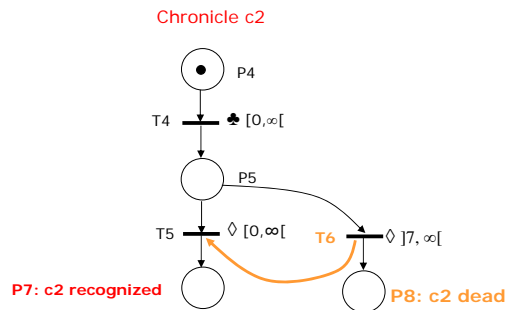 Chronicle c2
P4
T4 ♣ [0,∞[
P5
T5 ◊ [0,∞[
T6 ◊ ]7, ∞[
P7: c2 recognized
P8: c2 dead